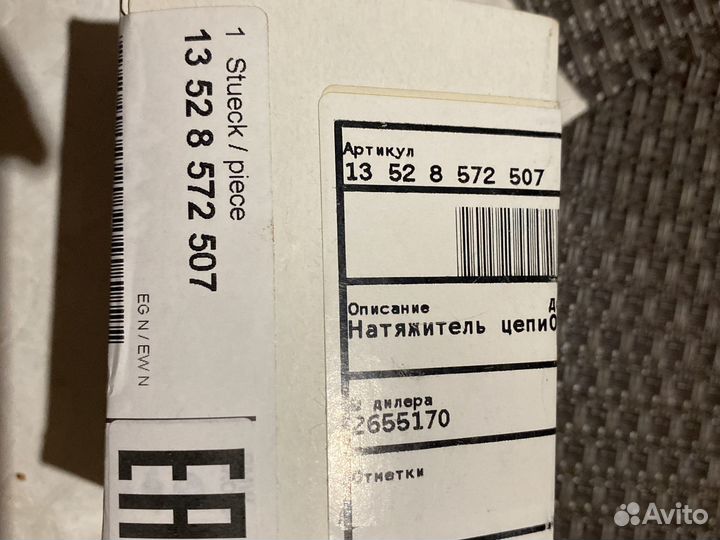 1 Stueck / piece
13 52 8 572 507
EG N / EW N
EAC
Артикул
13 52 8 572 507
Описание
Натяжитель цепи
дилера
2655170
Отметки
Avito